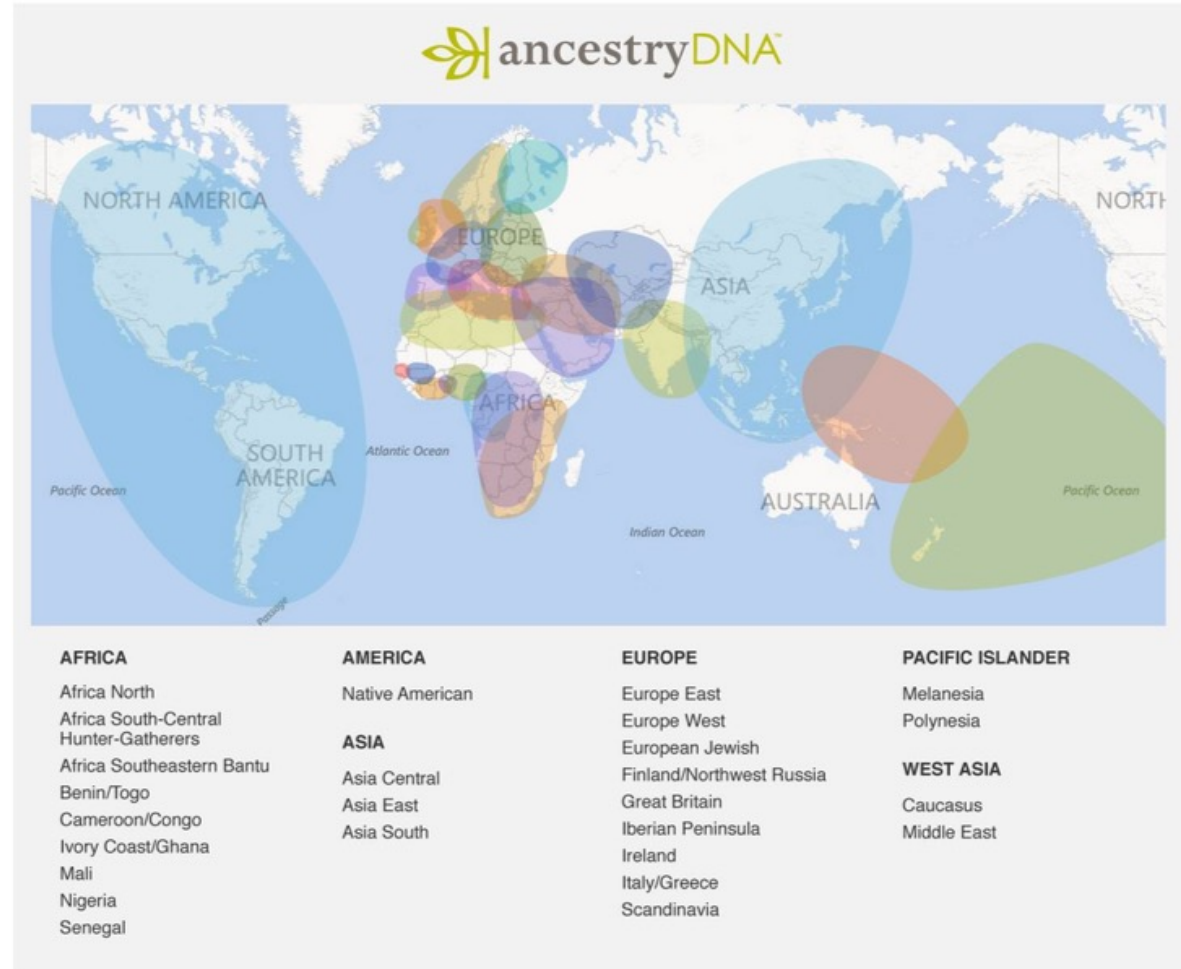 ancestryDNA™
NORTH AMERICA
EUROPE
ASIA
NORTH
AFRICA
SOUTH
AMERICA
Atlantic Ocean
Pacific Ocean
AUSTRALIA
Pacific Ocean
Indian Ocean
Passage
AFRICA
Africa North
Africa South-Central
Hunter-Gatherers
Africa Southeastern Bantu
Benin/Togo
Cameroon/Congo
Ivory Coast/Ghana
Mali
Nigeria
Senegal
AMERICA
Native American
ASIA
Asia Central
Asia East
Asia South
EUROPE
Europe East
Europe West
European Jewish
Finland/Northwest Russia
Great Britain
Iberian Peninsula
Ireland
Italy/Greece
Scandinavia
PACIFIC ISLANDER
Melanesia
Polynesia
WEST ASIA
Caucasus
Middle East